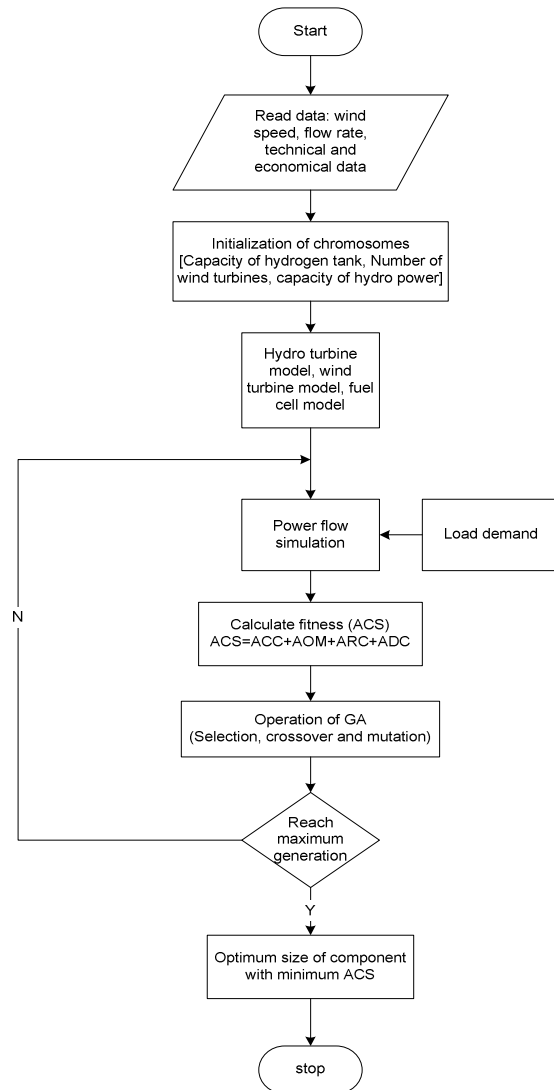 Start
Read data: wind
speed, flow rate,
technical and
economical data
Initialization of chromosomes
[Capacity of hydrogen tank, Number of
wind turbines, capacity of hydro power]
Hydro turbine
model, wind
turbine model, fuel
cell model
Power flow
simulation
Load demand
N
Calculate fitness (ACS)
ACS=ACC+AOM+ARC+ADC
Operation of GA
(Selection, crossover and mutation)
Reach
maximum
generation
Y
Optimum size of component
with minimum ACS
stop